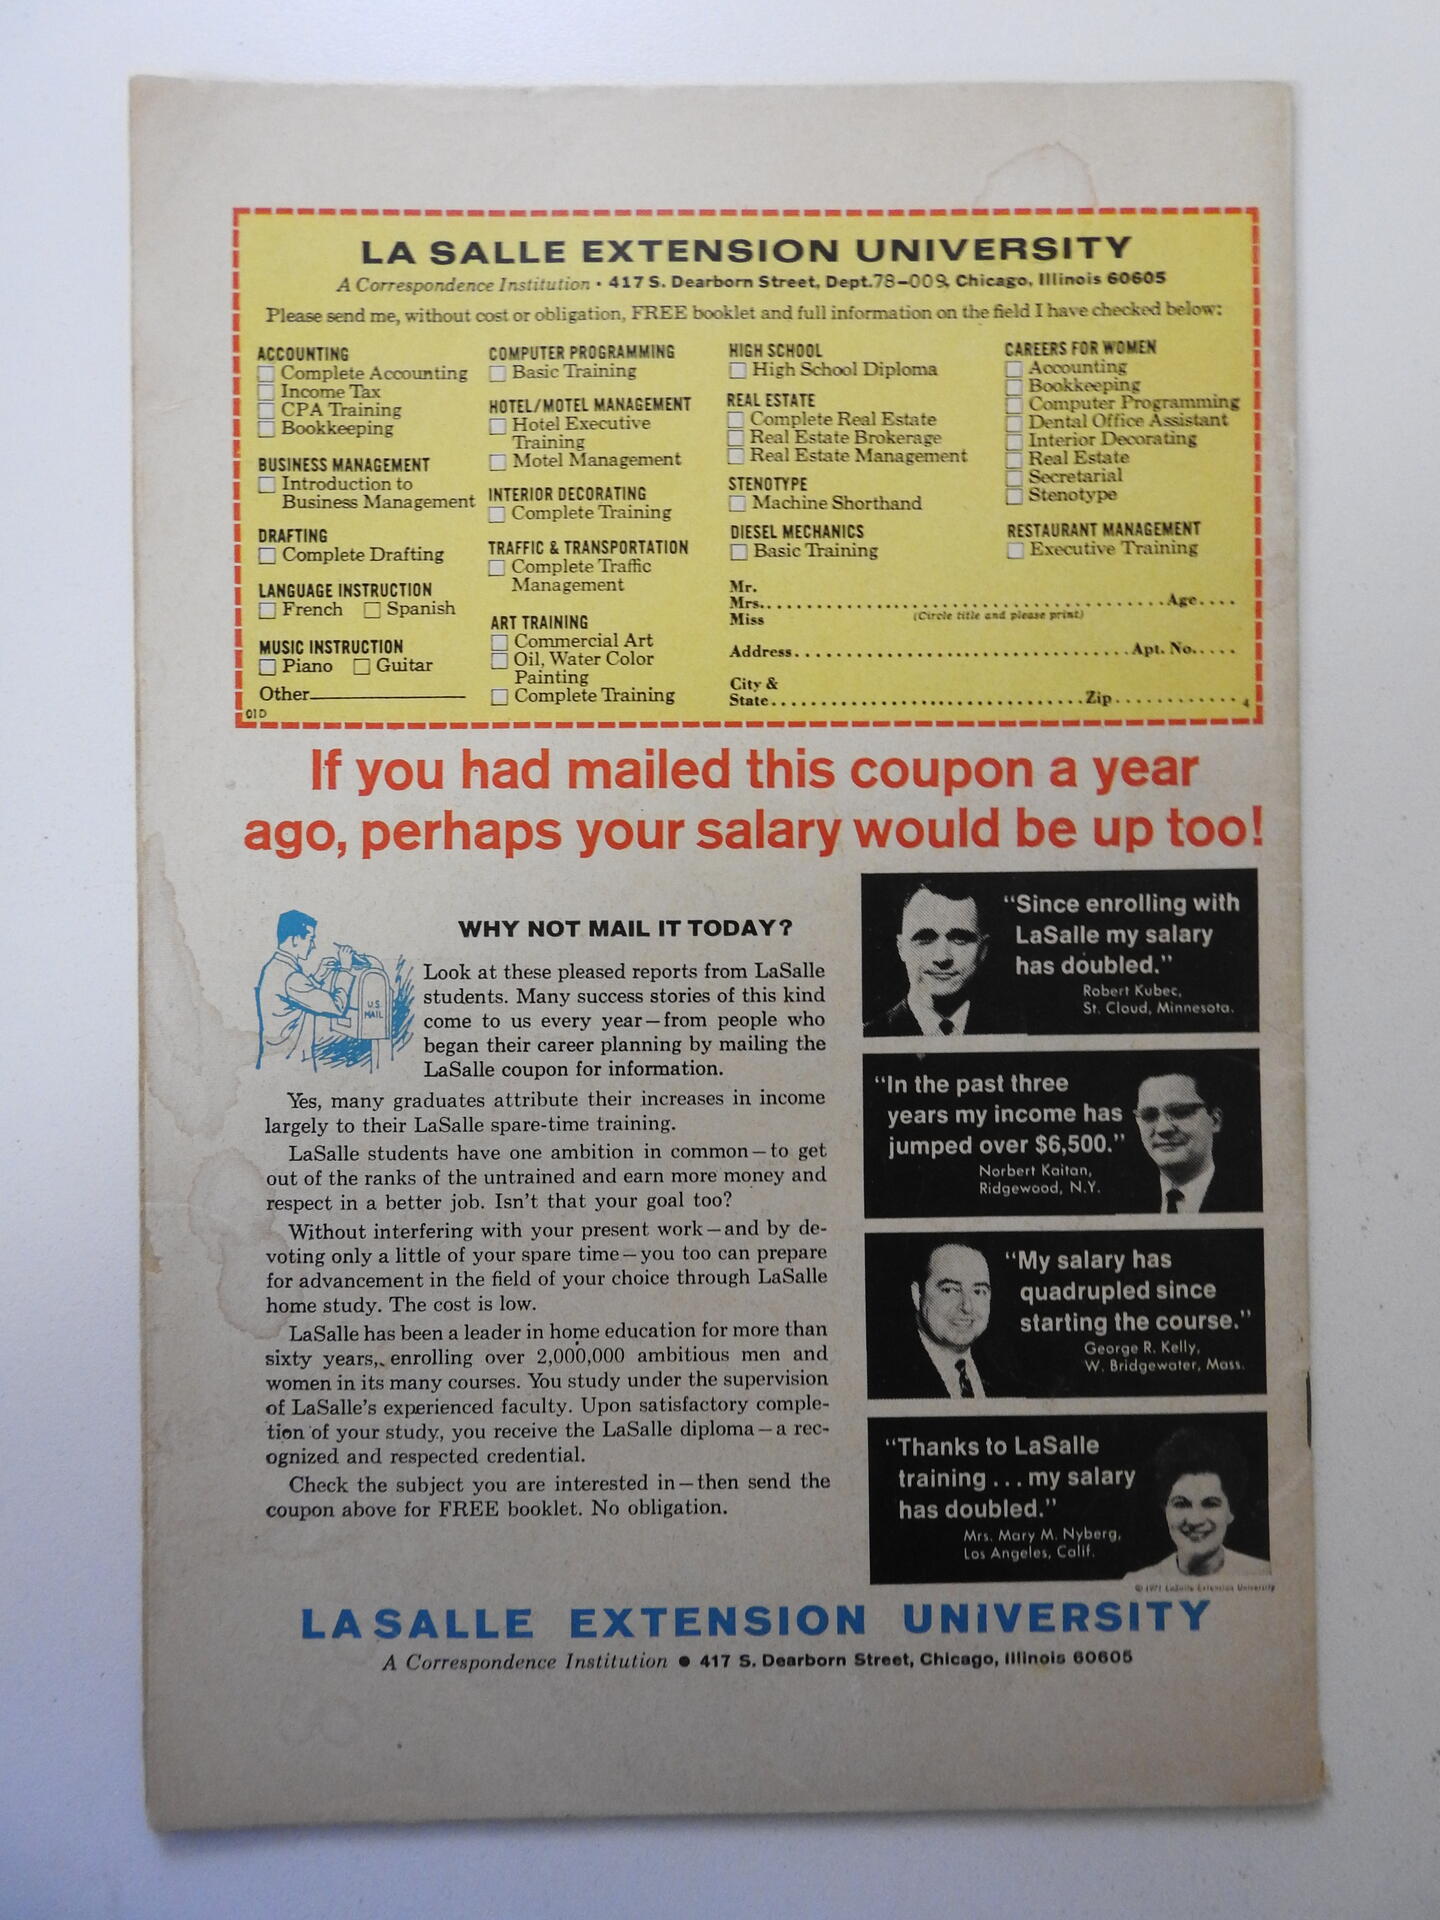 LA SALLE EXTENSION UNIVERSITY
A Correspondence Institution • 417 S. Dearborn Street, Dept. 78-009, Chicago, Illinois 60605
Please send me, without cost or obligation, FREE booklet and full information on the field I have checked below:
ACCOUNTING
Complete Accounting
Income Tax
CPA Training
Bookkeeping
BUSINESS MANAGEMENT
Introduction to
Business Management
DRAFTING
Complete Drafting
LANGUAGE INSTRUCTION
French Spanish
MUSIC INSTRUCTION
Piano Guitar
Other
01D
COMPUTER PROGRAMMING
Basic Training
HOTEL/MOTEL MANAGEMENT
Hotel Executive
Training
Motel Management
INTERIOR DECORATING
Complete Training
TRAFFIC & TRANSPORTATION
Complete Traffic
Management
ART TRAINING
Commercial Art
Oil, Water Color
Painting
Complete Training
HIGH SCHOOL
High School Diploma
REAL ESTATE
Complete Real Estate
Real Estate Brokerage
Real Estate Management
STENOTYPE
Machine Shorthand
DIESEL MECHANICS
Basic Training
CAREERS FOR WOMEN
Accounting
Bookkeeping
Computer Programming
Dental Office Assistant
Interior Decorating
Real Estate
Secretarial
Stenotype
RESTAURANT MANAGEMENT
Executive Training
Mr.
Mrs. Age
Miss (Circle title and please print)
Address Apt. No.
City &
State Zip 4
If you had mailed this coupon a year
ago, perhaps your salary would be up too!
WHY NOT MAIL IT TODAY?
U.S.
MAIL
Look at these pleased reports from LaSalle
students. Many success stories of this kind
come to us every year—from people who
began their career planning by mailing the
LaSalle coupon for information.
Yes, many graduates attribute their increases in income
largely to their LaSalle spare-time training.
LaSalle students have one ambition in common—to get
out of the ranks of the untrained and earn more money and
respect in a better job. Isn't that your goal too?
Without interfering with your present work—and by de-
voting only a little of your spare time—you too can prepare
for advancement in the field of your choice through LaSalle
home study. The cost is low.
LaSalle has been a leader in home education for more than
sixty years, enrolling over 2,000,000 ambitious men and
women in its many courses. You study under the supervision
of LaSalle's experienced faculty. Upon satisfactory comple-
tion of your study, you receive the LaSalle diploma—a rec-
ognized and respected credential.
Check the subject you are interested in—then send the
coupon above for FREE booklet. No obligation.
"Since enrolling with
LaSalle my salary
has doubled."
Robert Kubec,
St. Cloud, Minnesota.
"In the past three
years my income has
jumped over $6,500."
Norbert Kaitan,
Ridgewood, N.Y.
"My salary has
quadrupled since
starting the course."
George R. Kelly,
W. Bridgewater, Mass.
"Thanks to LaSalle
training . . . my salary
has doubled."
Mrs. Mary M. Nyberg,
Los Angeles, Calif.
© 1971 LaSalle Extension University
LASALLE EXTENSION UNIVERSITY
A Correspondence Institution • 417 S. Dearborn Street, Chicago, Illinois 60605